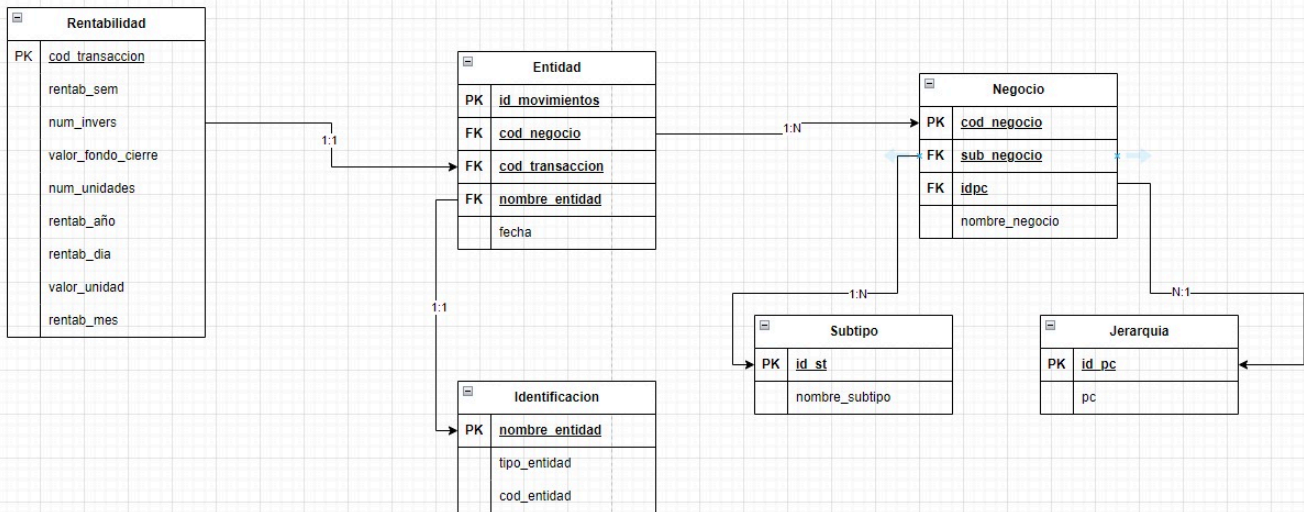 Rentabilidad
PK cod_transaccion
rentab_sem
num_invers
valor_fondo_cierre
num_unidades
rentab_año
rentab_dia
valor_unidad
rentab_mes
1:1
Entidad
PK id_movimientos
FK cod_negocio
FK cod_transaccion
FK nombre_entidad
fecha
1:N
1:1
Negocio
PK cod_negocio
FK sub_negocio
FK idpc
nombre_negocio
1:N
N:1
Subtipo
PK id_st
nombre_subtipo
Jerarquia
PK id_pc
pc
Identificacion
PK nombre_entidad
tipo_entidad
cod_entidad